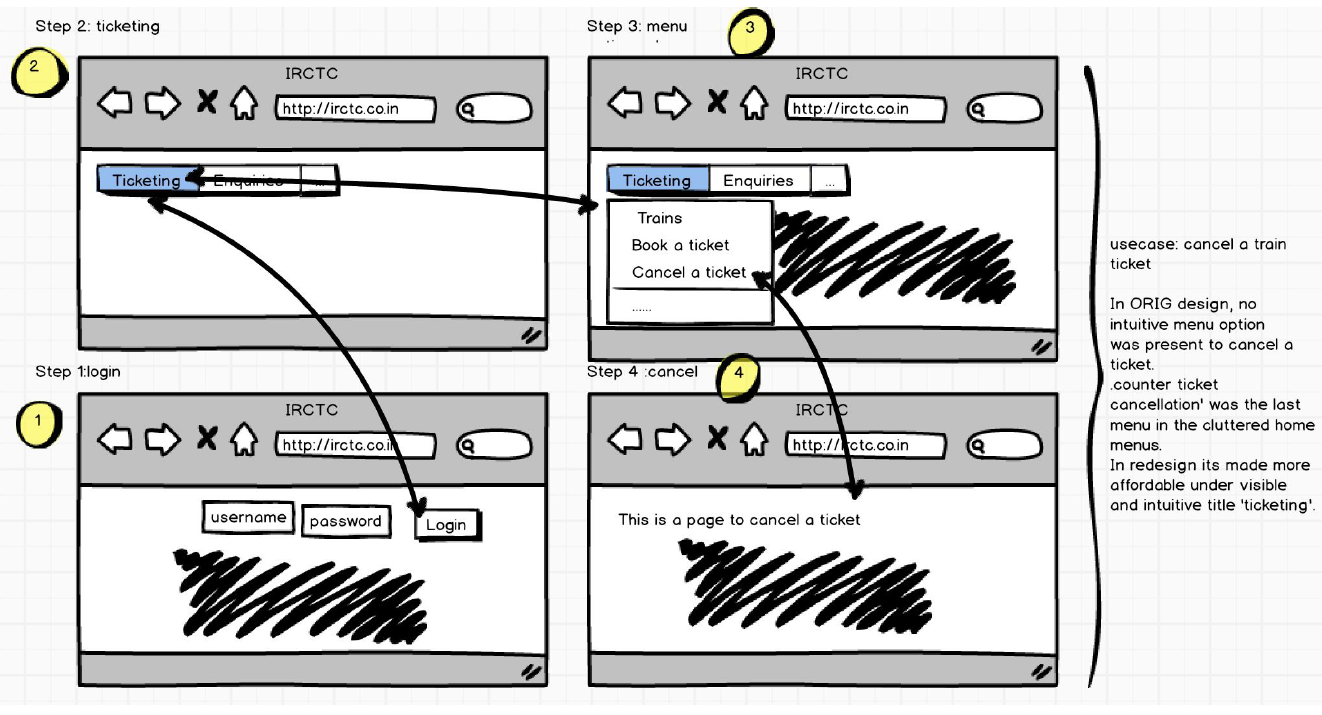 Step 2: ticketing
2
IRCTC
http://irctc.co.in
Ticketing
Enquiries
...
Step 3: menu
3
IRCTC
http://irctc.co.in
Ticketing
Enquiries
...
Trains
Book a ticket
Cancel a ticket
......
Step 1:login
1
IRCTC
http://irctc.co.in
username
password
Login
Step 4 :cancel
4
IRCTC
http://irctc.co.in
This is a page to cancel a ticket
usecase: cancel a train
ticket
In ORIG design, no
intuitive menu option
was present to cancel a
ticket.
.counter ticket
cancellation' was the last
menu in the cluttered home
menus.
In redesign its made more
affordable under visible
and intuitive title 'ticketing'.